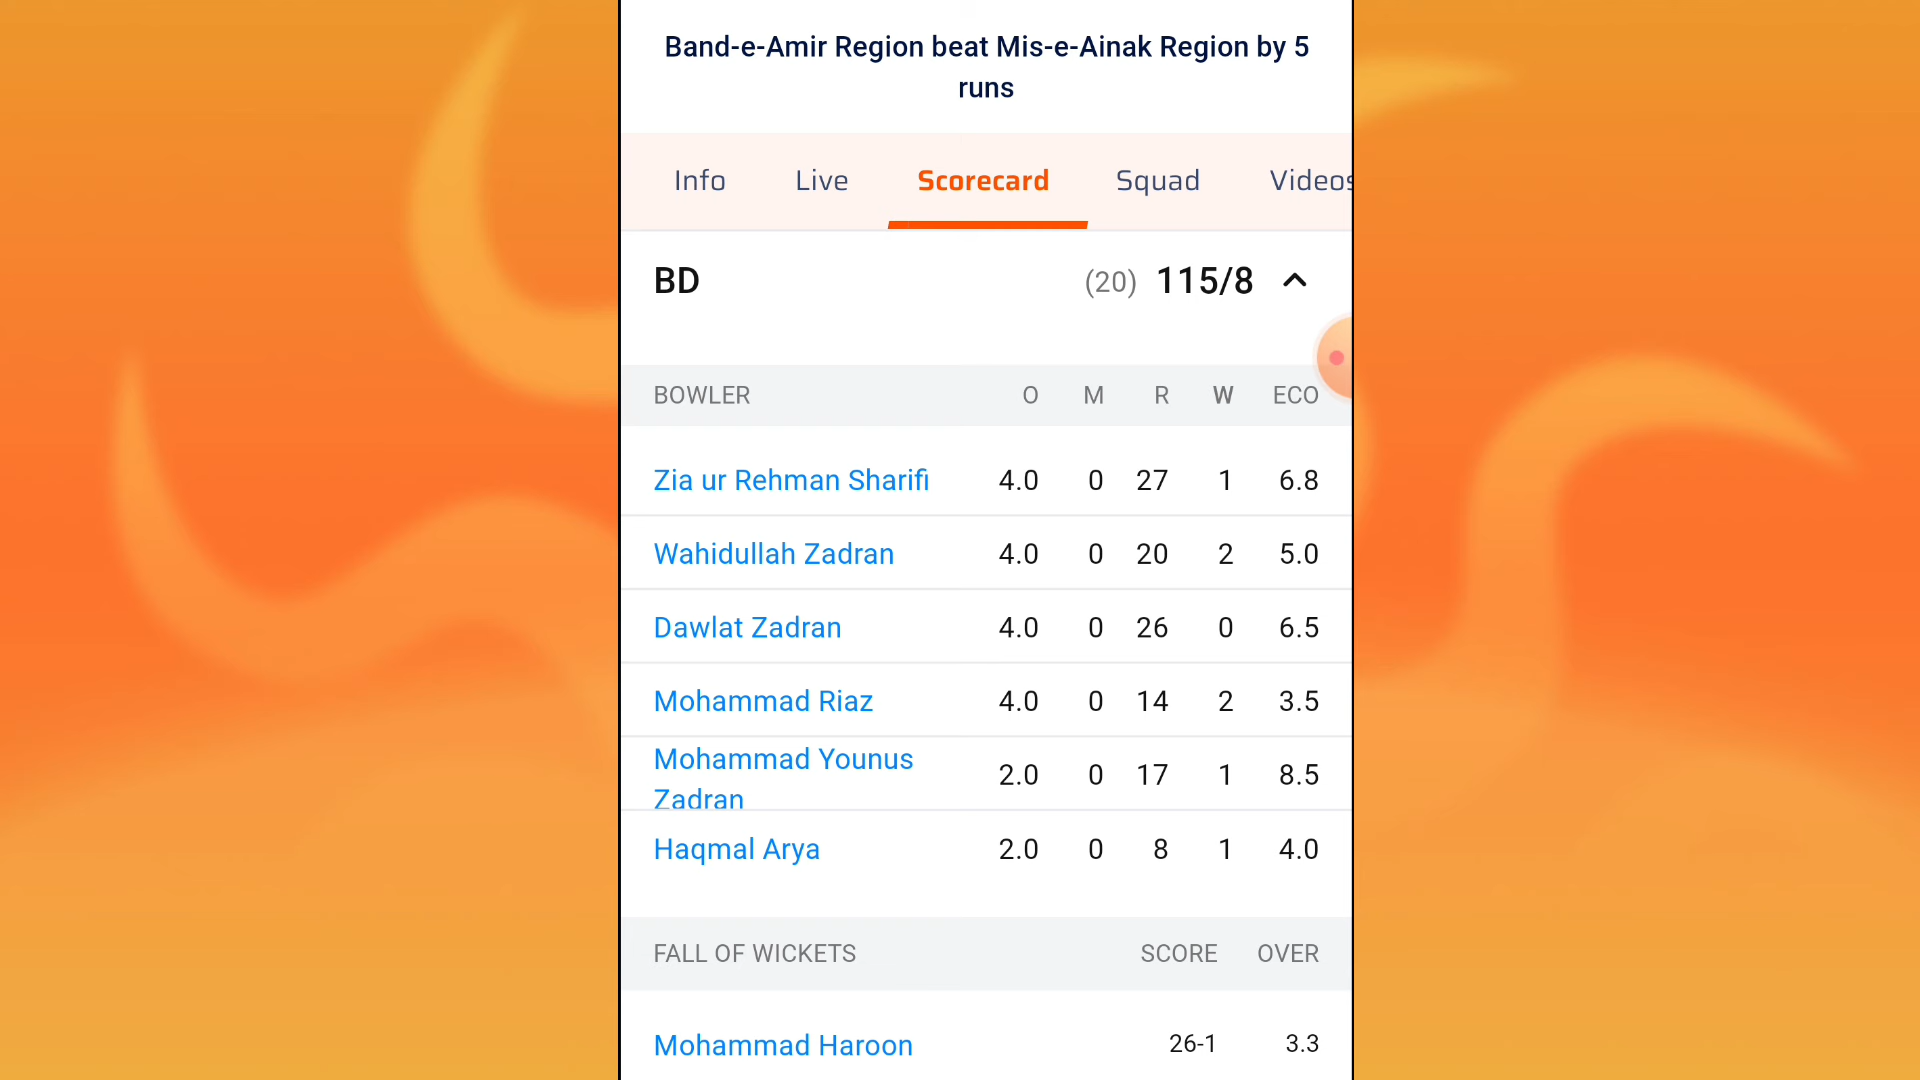 Band-e-Amir Region beat Mis-e-Ainak Region by 5
runs
Info Live Scorecard Squad Videos
BD (20) 115/8
BOWLER O M R W ECO
Zia ur Rehman Sharifi 4.0 0 27 1 6.8
Wahidullah Zadran 4.0 0 20 2 5.0
Dawlat Zadran 4.0 0 26 0 6.5
Mohammad Riaz 4.0 0 14 2 3.5
Mohammad Younus
Zadran 2.0 0 17 1 8.5
Haqmal Arya 2.0 0 8 1 4.0
FALL OF WICKETS SCORE OVER
Mohammad Haroon 26-1 3.3